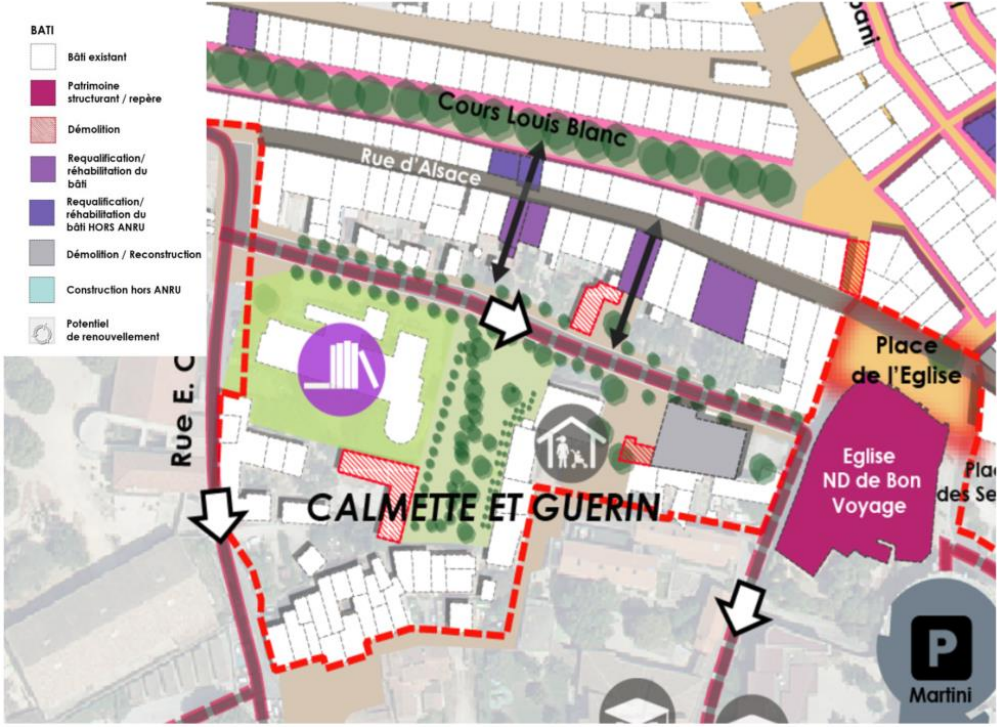 BATI
Bâti existant
Patrimoine
structurant / repère
Démolition
Requalification/
réhabilitation du
bâti
Requalification/
réhabilitation du
bâti HORS ANRU
Démolition / Reconstruction
Construction hors ANRU
Potentiel
de renouvellement
Cours Louis Blanc
Rue d'Alsace
Rue E. C
Place
de l'Eglise
Eglise
ND de Bon
Voyage
des Se
CALMETTE ET GUERIN
P
Martini